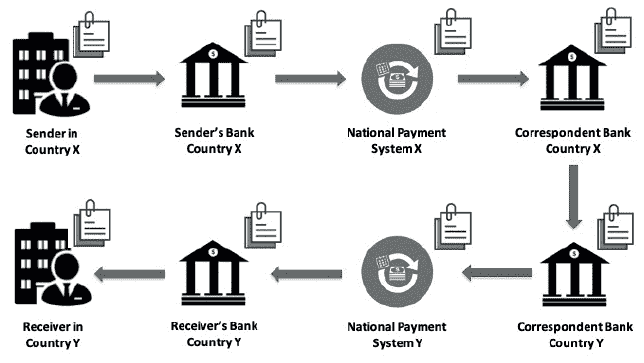 Sender in
Country X
Sender's Bank
Country X
National Payment
System X
Correspondent Bank
Country X
Receiver in
Country Y
Receiver's Bank
Country Y
National Payment
System Y
Correspondent Bank
Country Y